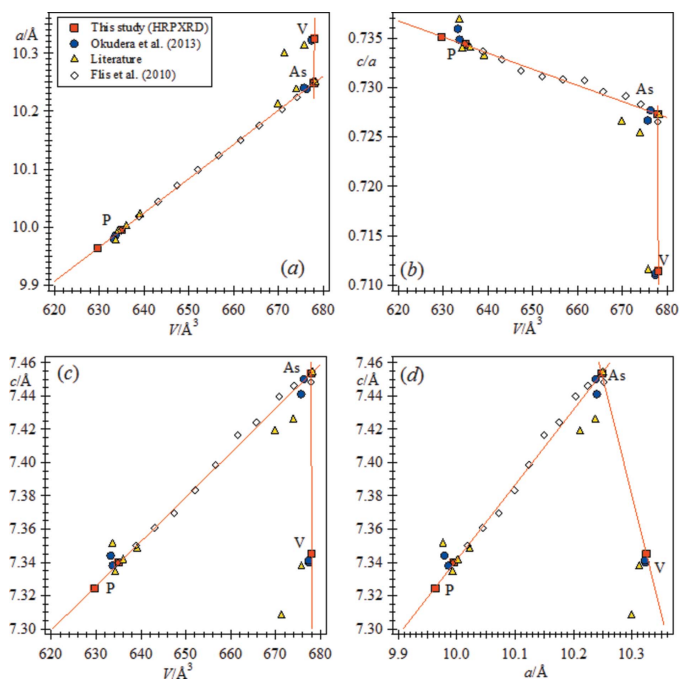 a/Å
10.3
10.2
10.1
10.0
9.9
620 630 640 650 660 670 680
V/Å³
This study (HRPXRD)
Okudera et al. (2013)
Literature
Flis et al. (2010)
V
As
P
(a)
0.735
c/a
0.730
0.725
0.720
0.715
0.710
620 630 640 650 660 670 680
V/Å³
P
As
V
(b)
7.46
c/Å
7.44
7.42
7.40
7.38
7.36
7.34
7.32
7.30
620 630 640 650 660 670 680
V/Å³
(c)
As
V
P
7.46
c/Å
7.44
7.42
7.40
7.38
7.36
7.34
7.32
7.30
9.9 10.0 10.1 10.2 10.3
a/Å
(d)
As
V
P